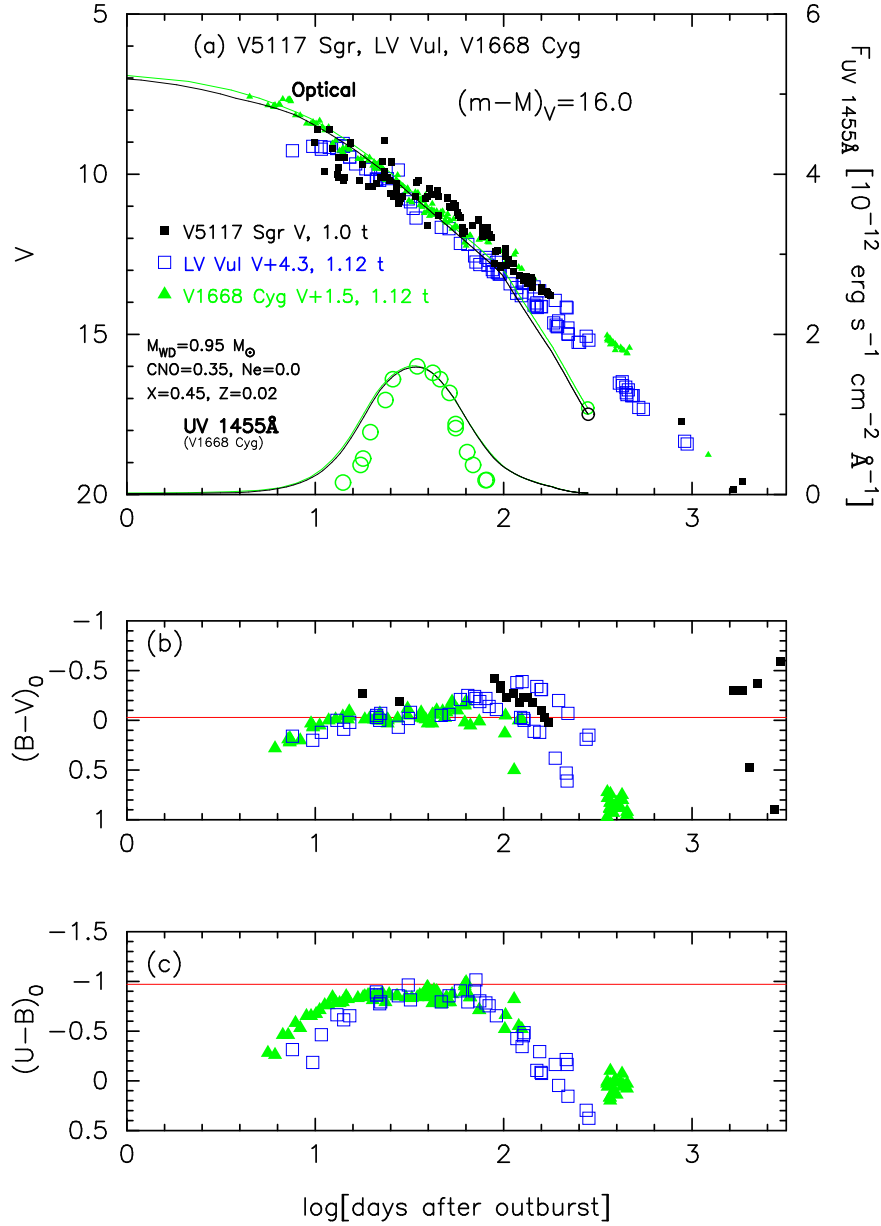 (a) V5117 Sgr, LV Vul, V1668 Cyg
Optical
(m−M)V=16.0
V5117 Sgr V, 1.0 t
LV Vul V+4.3, 1.12 t
V1668 Cyg V+1.5, 1.12 t
MWD=0.95 M⊙
CNO=0.35, Ne=0.0
X=0.45, Z=0.02
UV 1455Å
(V1668 Cyg)
V
5
10
15
20
0
1
2
3
6
4
2
0
FUV 1455Å [10−12 erg s−1 cm−2 Å−1]
(b)
(B−V)0
−1
−0.5
0
0.5
1
0
1
2
3
(c)
(U−B)0
−1.5
−1
−0.5
0
0.5
0
1
2
3
log[days after outburst]